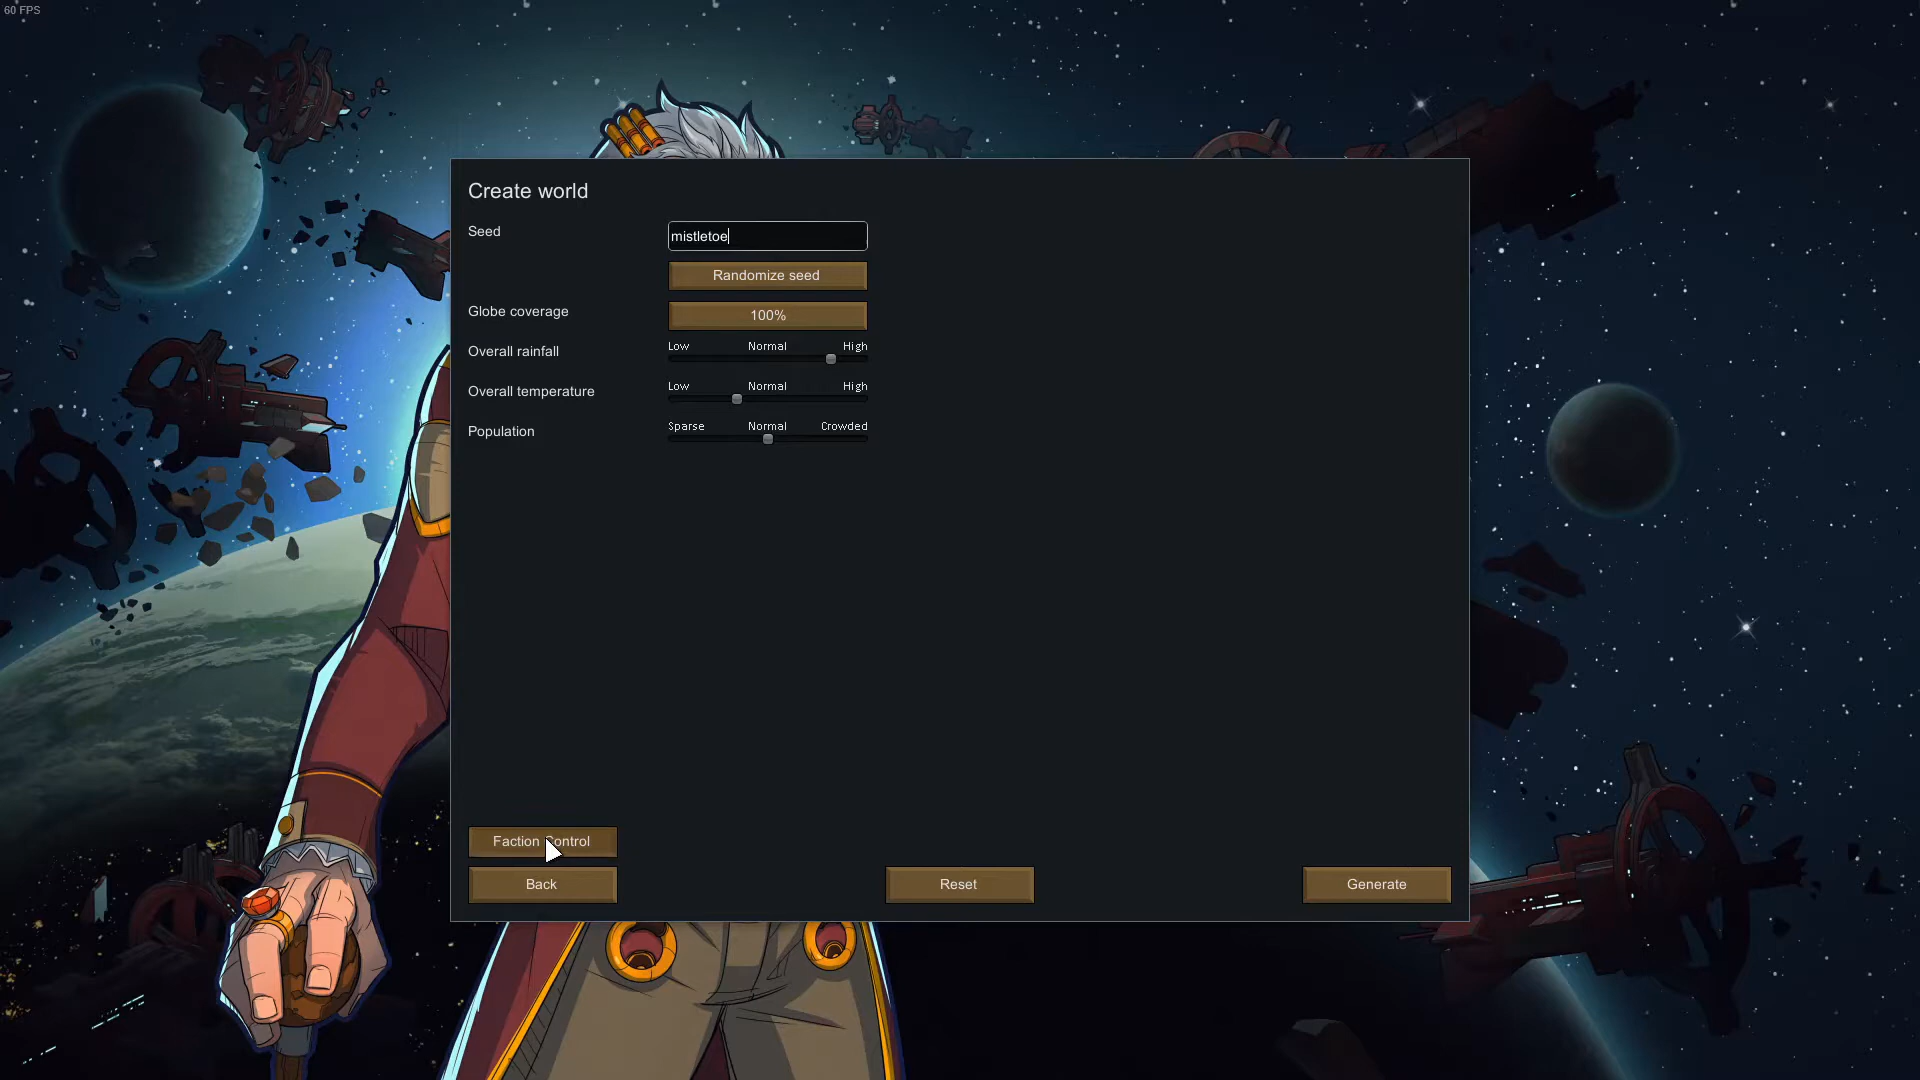 60 FPS
Create world
Seed
mistletoe
Randomize seed
Globe coverage
100%
Overall rainfall
Low Normal High
Overall temperature
Low Normal High
Population
Sparse Normal Crowded
Faction Control
Back
Reset
Generate